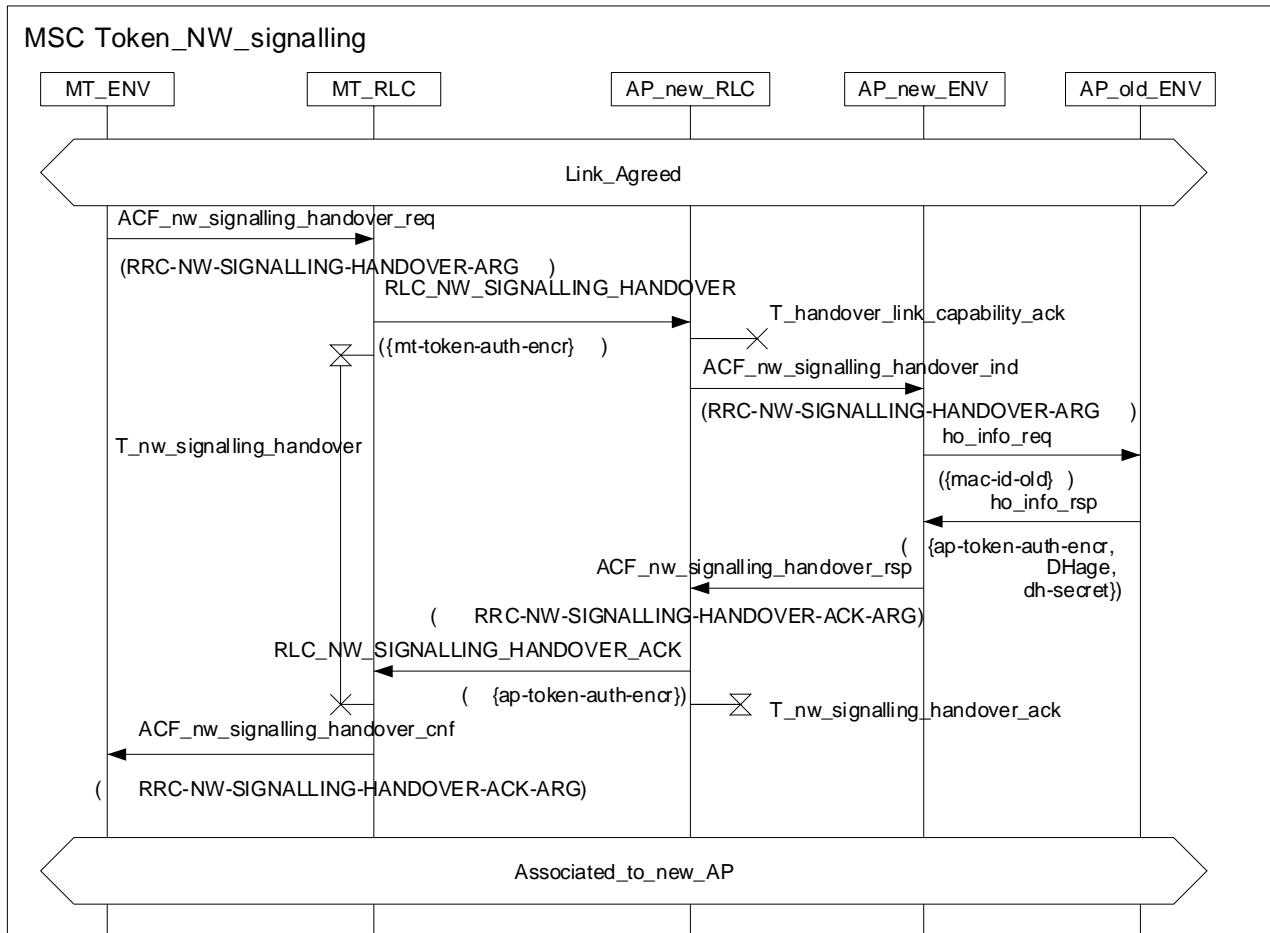 MSC Token_NW_signalling
MT_ENV MT_RLC AP_new_RLC AP_new_ENV AP_old_ENV
Link_Agreed
ACF_nw_signalling_handover_req
(RRC-NW-SIGNALLING-HANDOVER-ARG )
RLC_NW_SIGNALLING_HANDOVER
T_handover_link_capability_ack
({mt-token-auth-encr} )
ACF_nw_signalling_handover_ind
(RRC-NW-SIGNALLING-HANDOVER-ARG )
T_nw_signalling_handover
ho_info_req
({mac-id-old} )
ho_info_rsp
( {ap-token-auth-encr,
DHage,
dh-secret})
ACF_nw_signalling_handover_rsp
( RRC-NW-SIGNALLING-HANDOVER-ACK-ARG)
RLC_NW_SIGNALLING_HANDOVER_ACK
( {ap-token-auth-encr})
T_nw_signalling_handover_ack
ACF_nw_signalling_handover_cnf
( RRC-NW-SIGNALLING-HANDOVER-ACK-ARG)
Associated_to_new_AP